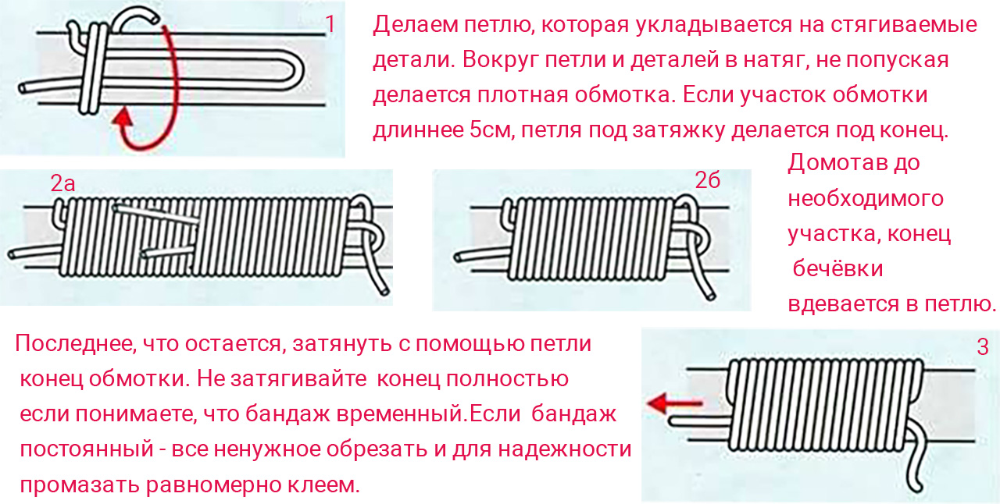 1
Делаем петлю, которая укладывается на стягиваемые
детали. Вокруг петли и деталей в натяг, не попуская
делается плотная обмотка. Если участок обмотки
длиннее 5см, петля под затяжку делается под конец.
2а
2б
Домотав до
необходимого
участка, конец
бечёвки
вдевается в петлю.
Последнее, что остается, затянуть с помощью петли
конец обмотки. Не затягивайте конец полностью
если понимаете, что бандаж временный.Если бандаж
постоянный - все ненужное обрезать и для надежности
промазать равномерно клеем.
3